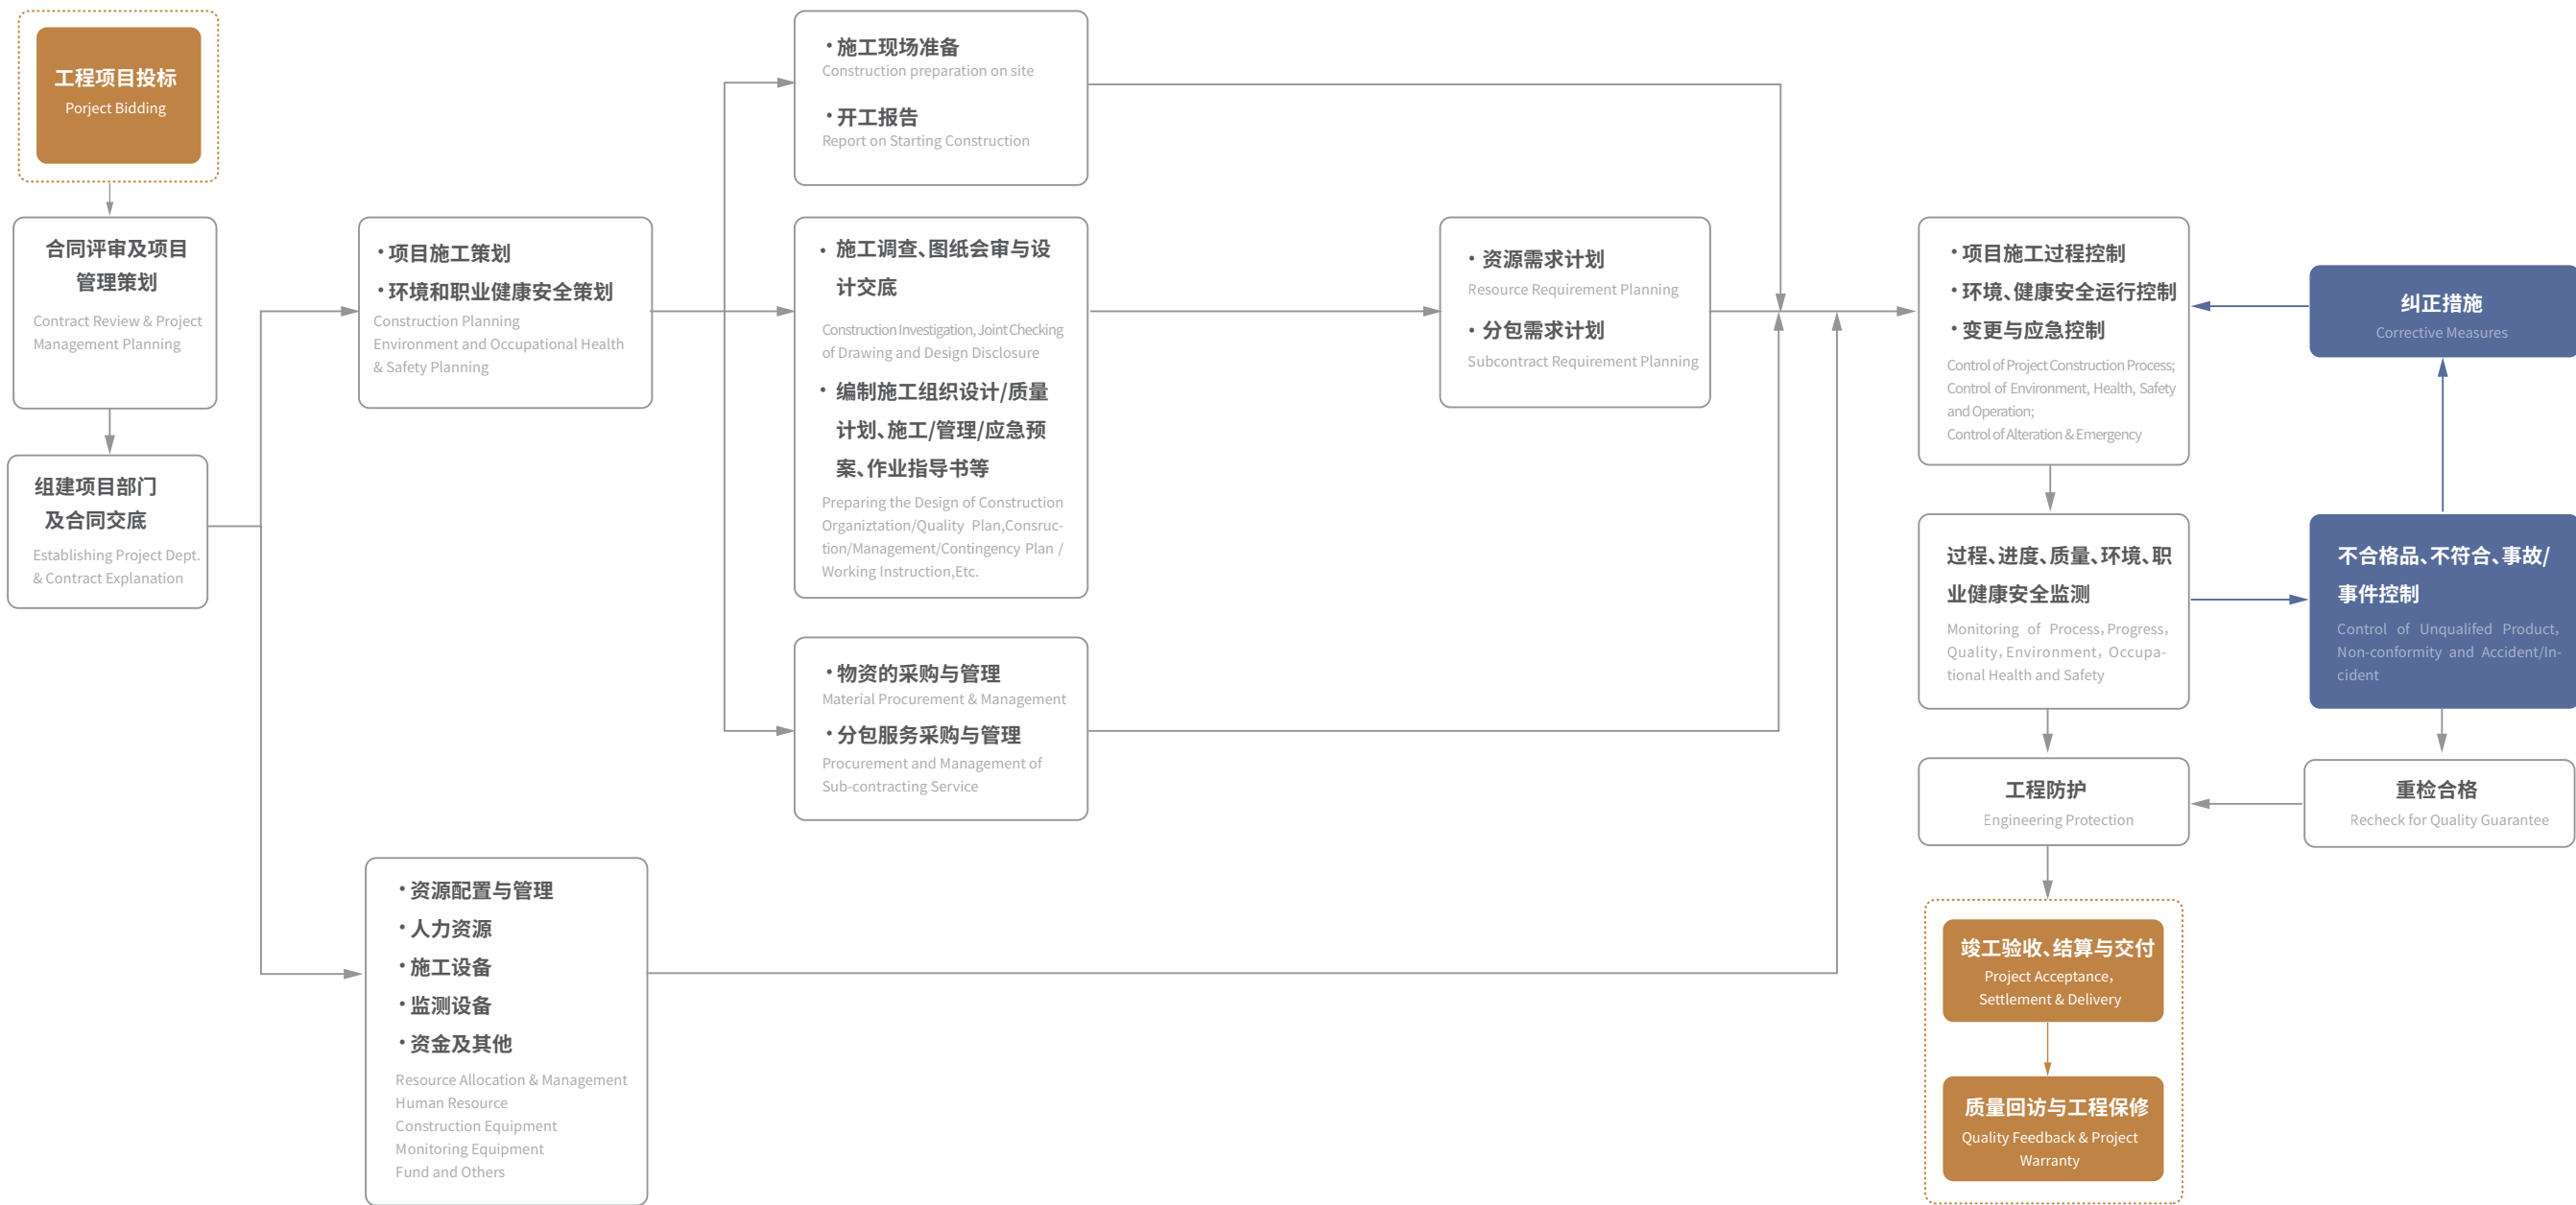 工程项目投标
Porject Bidding
合同评审及项目
管理策划
Contract Review & Project
Management Planning
组建项目部门
及合同交底
Establishing Project Dept.
& Contract Explanation
・项目施工策划
・环境和职业健康安全策划
Construction Planning
Environment and Occupational Health
& Safety Planning
・资源配置与管理
・人力资源
・施工设备
・监测设备
・资金及其他
Resource Allocation & Management
Human Resource
Construction Equipment
Monitoring Equipment
Fund and Others
・施工现场准备
Construction preparation on site
・开工报告
Report on Starting Construction
・施工调查、图纸会审与设
计交底
Construction Investigation, Joint Checking
of Drawing and Design Disclosure
・编制施工组织设计/质量
计划、施工/管理/应急预
案、作业指导书等
Preparing the Design of Construction
Organiztation/Quality Plan,Consruc-
tion/Management/Contingency Plan /
Working Instruction,Etc.
・物资的采购与管理
Material Procurement & Management
・分包服务采购与管理
Procurement and Management of
Sub-contracting Service
・资源需求计划
Resource Requirement Planning
・分包需求计划
Subcontract Requirement Planning
・项目施工过程控制
・环境、健康安全运行控制
・变更与应急控制
Control of Project Construction Process;
Control of Environment, Health, Safety
and Operation;
Control of Alteration & Emergency
过程、进度、质量、环境、职
业健康安全监测
Monitoring of Process, Progress,
Quality, Environment, Occupa-
tional Health and Safety
工程防护
Engineering Protection
竣工验收、结算与交付
Project Acceptance,
Settlement & Delivery
质量回访与工程保修
Quality Feedback & Project
Warranty
纠正措施
Corrective Measures
不合格品、不符合、事故/
事件控制
Control of Unqualifed Product,
Non-conformity and Accident/In-
cident
重检合格
Recheck for Quality Guarantee